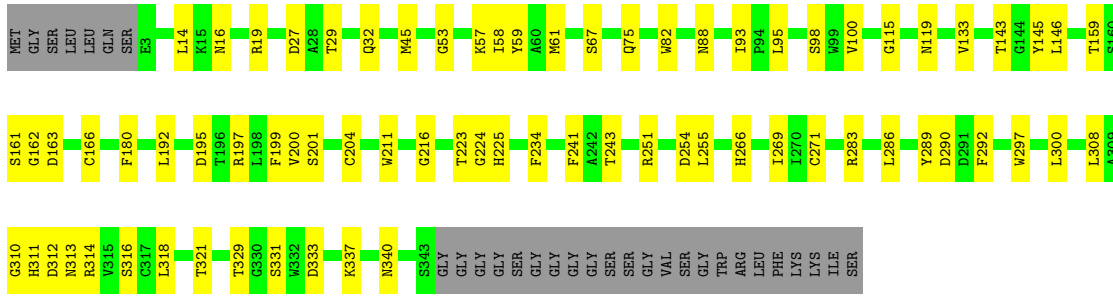 MET GLY SER LEU LEU GLN SER E3 L14 K15 N16 R19 D27 A28 T29 Q32 M45 G53 K57 I58 Y59 A60 M61 S67 Q75 W82 N88 I93 P94 L95 S98 W99 V100 G115 N119 V133 T143 G144 Y145 L146 T159 S160
S161 G162 D163 C166 F180 L192 D195 T196 R197 L198 F199 V200 S201 C204 W211 G216 T223 G224 H225 F234 F241 A242 T243 R251 D254 L255 H266 I269 I270 C271 R283 L286 Y289 D290 D291 F292 W297 L300 L308 A309
G310 H311 D312 N313 R314 V315 S316 C317 L318 T321 T329 G330 S331 W332 D333 K337 N340 S343 GLY GLY GLY GLY SER GLY GLY GLY GLY SER SER GLY VAL SER GLY TRP ARG LEU PHE LYS LYS ILE SER